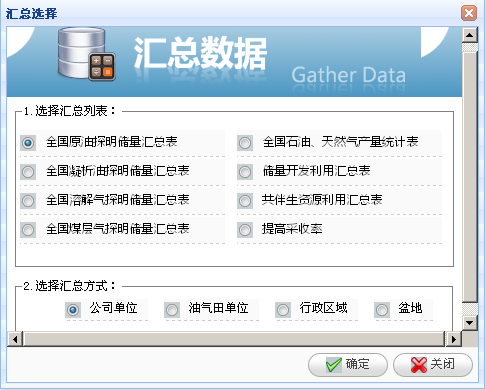 汇总选择
汇总数据
Gather Data
1.选择汇总列表：
全国原油探明储量汇总表 全国石油、天然气产量统计表
全国凝析油探明储量汇总表 储量开发利用汇总表
全国溶解气探明储量汇总表 共伴生资源利用汇总表
全国煤层气探明储量汇总表 提高采收率
2.选择汇总方式：
公司单位 油气田单位 行政区域 盆地
确定 关闭